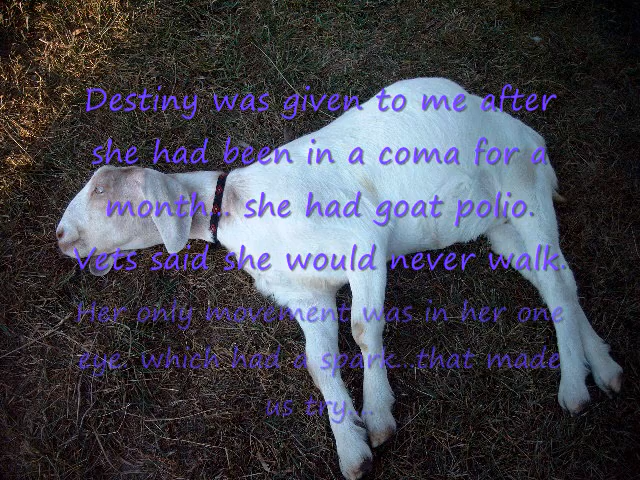 Destiny was given to me after
she had been in a coma for a
month... she had goat polio.
Vets said she would never walk.
Her only movement was in her one
eye which had a spark..that made
us try....